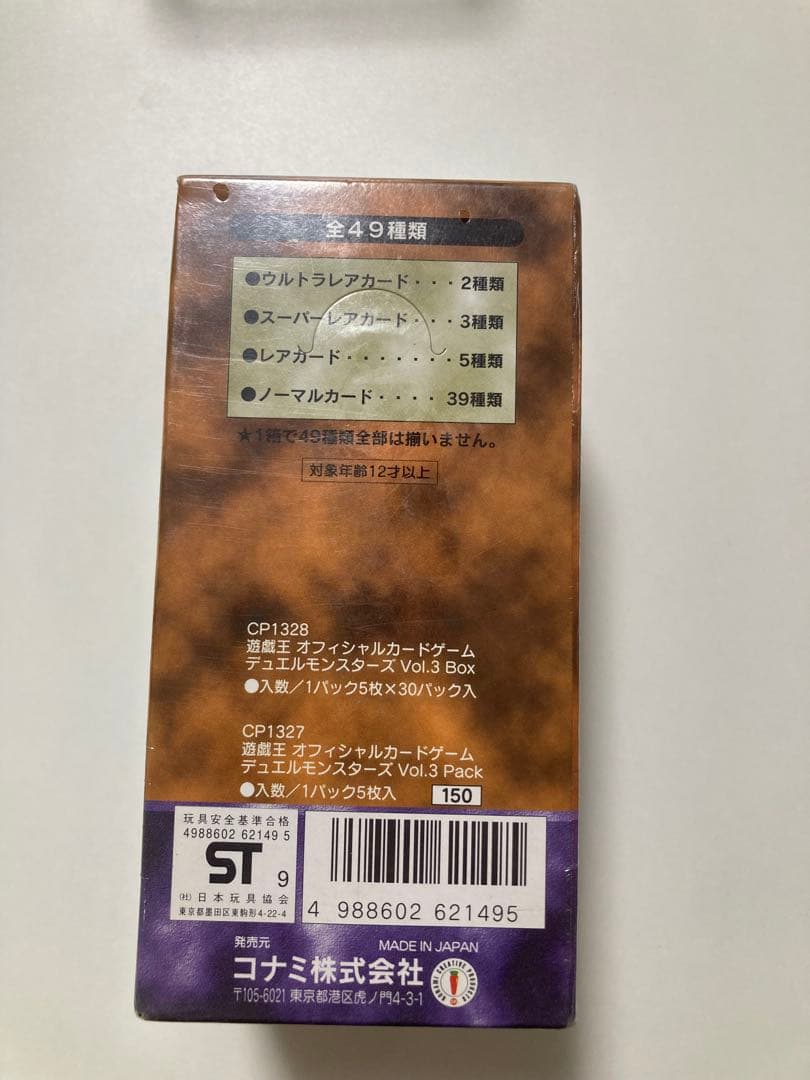 全49種類
●ウルトラレアカード・・・2種類
●スーパーレアカード・・・3種類
●レアカード・・・・・・・5種類
●ノーマルカード・・・・39種類
★1箱で49種類全部は揃いません。
対象年齢12才以上
CP1328
遊戯王 オフィシャルカードゲーム
デュエルモンスターズ Vol.3 Box
●入数/1パック5枚×30パック入
CP1327
遊戯王 オフィシャルカードゲーム
デュエルモンスターズ Vol.3 Pack
●入数/1パック5枚入 150
玩具安全基準合格
4988602 62149 5
ST 9
(社)日本玩具協会
東京都墨田区東駒形4-22-4
4 988602 621495
発売元 MADE IN JAPAN
コナミ株式会社
〒105-6021 東京都港区虎ノ門4-3-1
KONAMI CREATIVE PRODUCTS